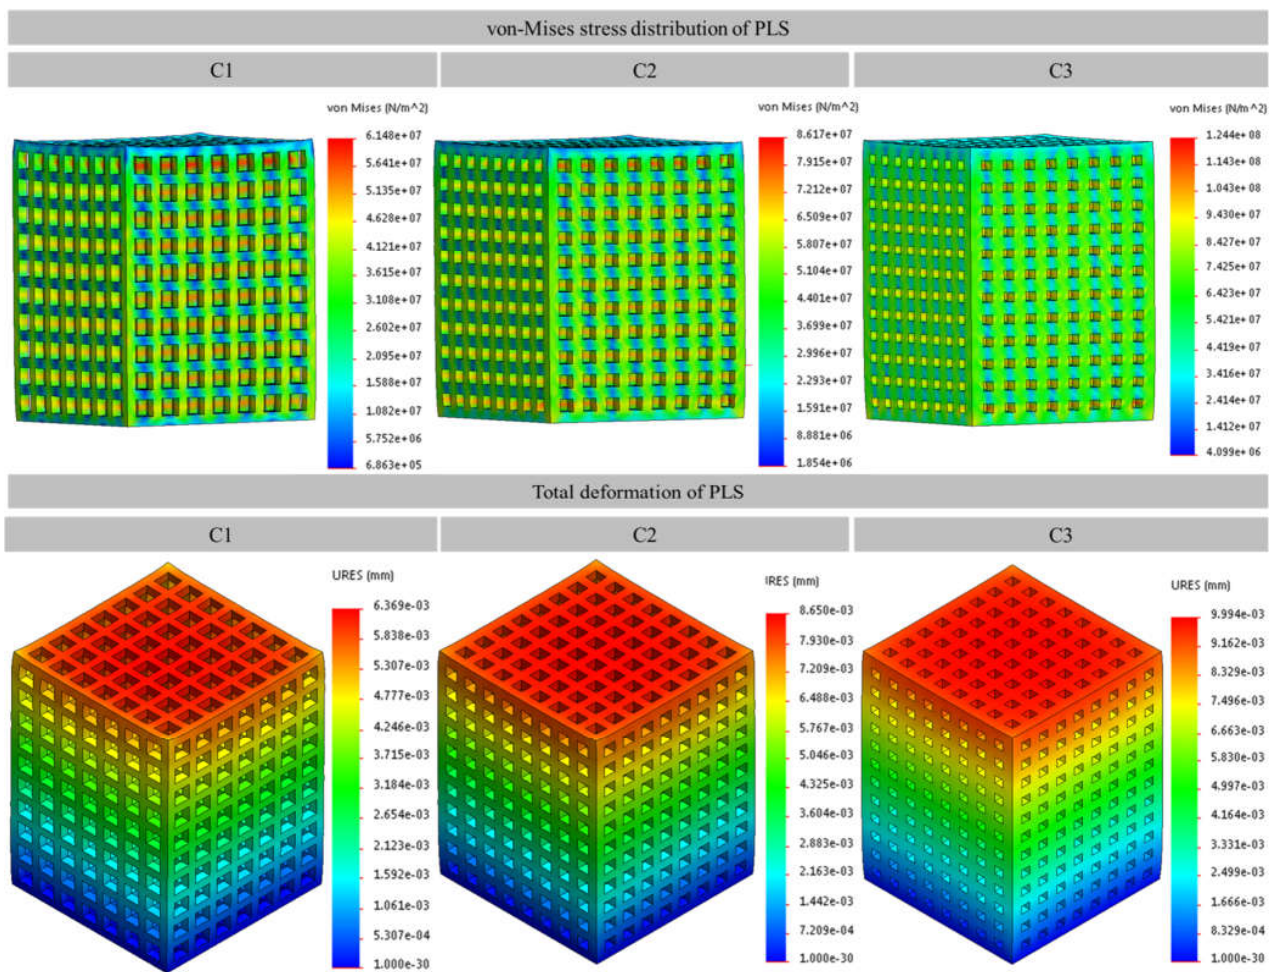 von-Mises stress distribution of PLS
C1
C2
C3
von Mises (N/m^2)
6.148e+07
5.641e+07
5.135e+07
4.628e+07
4.121e+07
3.615e+07
3.108e+07
2.602e+07
2.095e+07
1.588e+07
1.082e+07
5.752e+06
6.863e+05
von Mises (N/m^2)
8.617e+07
7.915e+07
7.212e+07
6.509e+07
5.807e+07
5.104e+07
4.401e+07
3.699e+07
2.996e+07
2.293e+07
1.591e+07
8.881e+06
1.854e+06
von Mises (N/m^2)
1.244e+08
1.143e+08
1.043e+08
9.430e+07
8.427e+07
7.425e+07
6.423e+07
5.421e+07
4.419e+07
3.416e+07
2.414e+07
1.412e+07
4.099e+06
Total deformation of PLS
C1
C2
C3
URES (mm)
6.369e-03
5.838e-03
5.307e-03
4.777e-03
4.246e-03
3.715e-03
3.184e-03
2.654e-03
2.123e-03
1.592e-03
1.061e-03
5.307e-04
1.000e-30
IRES (mm)
8.650e-03
7.930e-03
7.209e-03
6.488e-03
5.767e-03
5.046e-03
4.325e-03
3.604e-03
2.883e-03
2.163e-03
1.442e-03
7.209e-04
1.000e-30
URES (mm)
9.994e-03
9.162e-03
8.329e-03
7.496e-03
6.663e-03
5.830e-03
4.997e-03
4.164e-03
3.331e-03
2.499e-03
1.666e-03
8.329e-04
1.000e-30